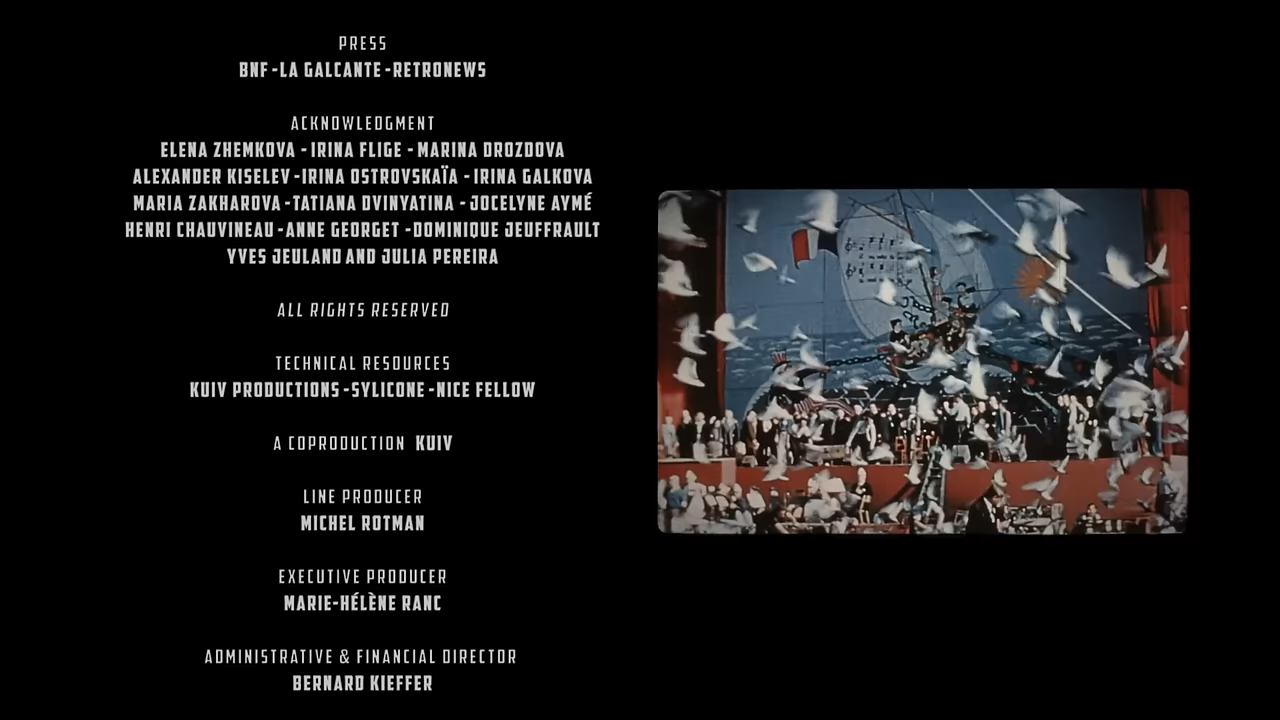 PRESS
BNF-LA GALCANTE-RETRONEWS
ACKNOWLEDGMENT
ELENA ZHEMKOVA - IRINA FLIGE - MARINA DROZDOVA
ALEXANDER KISELEV - IRINA OSTROVSKAÏA - IRINA GALKOVA
MARIA ZAKHAROVA - TATIANA DVINYATINA - JOCELYNE AYMÉ
HENRI CHAUVINEAU - ANNE GEORGET - DOMINIQUE JEUFFRAULT
YVES JEULAND AND JULIA PEREIRA
ALL RIGHTS RESERVED
TECHNICAL RESOURCES
KUIV PRODUCTIONS - SYLICONE - NICE FELLOW
A COPRODUCTION KUIV
LINE PRODUCER
MICHEL ROTMAN
EXECUTIVE PRODUCER
MARIE-HÉLÈNE RANC
ADMINISTRATIVE & FINANCIAL DIRECTOR
BERNARD KIEFFER